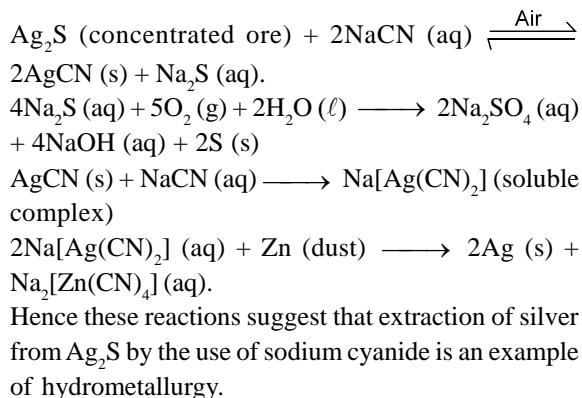 Air
Ag₂S (concentrated ore) + 2NaCN (aq) ⇌
2AgCN (s) + Na₂S (aq).
4Na₂S (aq) + 5O₂ (g) + 2H₂O (ℓ) ⟶ 2Na₂SO₄ (aq)
+ 4NaOH (aq) + 2S (s)
AgCN (s) + NaCN (aq) ⟶ Na[Ag(CN)₂] (soluble
complex)
2Na[Ag(CN)₂] (aq) + Zn (dust) ⟶ 2Ag (s) +
Na₂[Zn(CN)₄] (aq).
Hence these reactions suggest that extraction of silver
from Ag₂S by the use of sodium cyanide is an example
of hydrometallurgy.